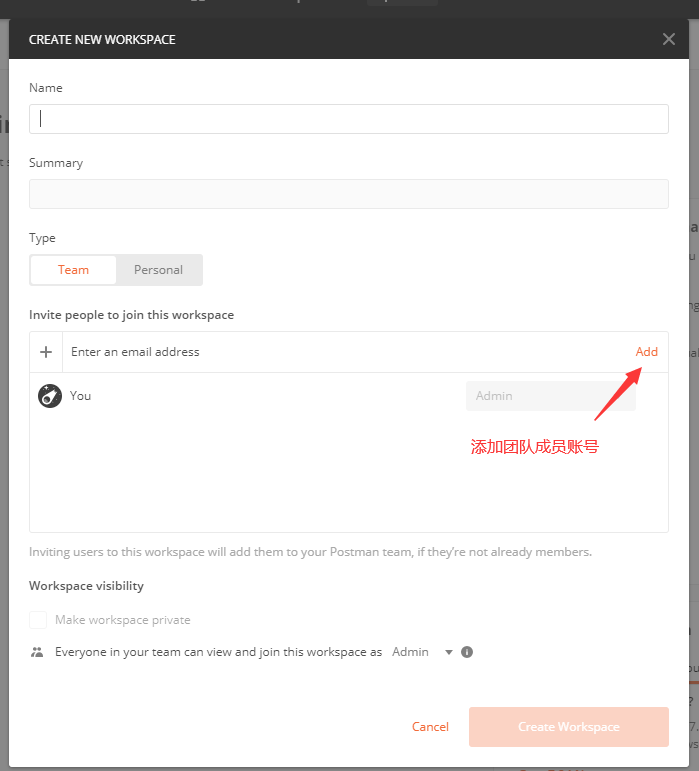 CREATE NEW WORKSPACE
Name
Summary
Type
Team Personal
Invite people to join this workspace
Enter an email address Add
You Admin
添加团队成员账号
Inviting users to this workspace will add them to your Postman team, if they're not already members.
Workspace visibility
Make workspace private
Everyone in your team can view and join this workspace as Admin
Cancel Create Workspace